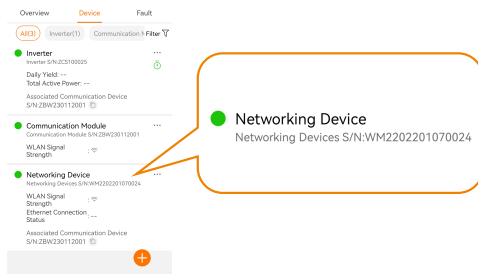 Overview Device Fault
All(3) Inverter(1) Communication M Filter
Inverter ...
Inverter S/N:ZCS100025
Daily Yield: --
Total Active Power: --
Associated Communication Device
S/N:ZBW230112001
Communication Module ...
Communication Module S/N:ZBW230112001
WLAN Signal
Strength :
Networking Device ...
Networking Devices S/N:WM2202201070024
WLAN Signal
Strength :
Ethernet Connection
Status : --
Associated Communication Device
S/N:ZBW230112001
Networking Device
Networking Devices S/N:WM2202201070024